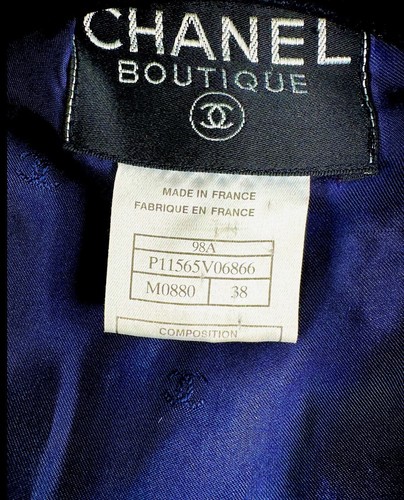 CHANEL
BOUTIQUE
MADE IN FRANCE
FABRIQUE EN FRANCE
98A
P11565V06866
M0880 38
COMPOSITION